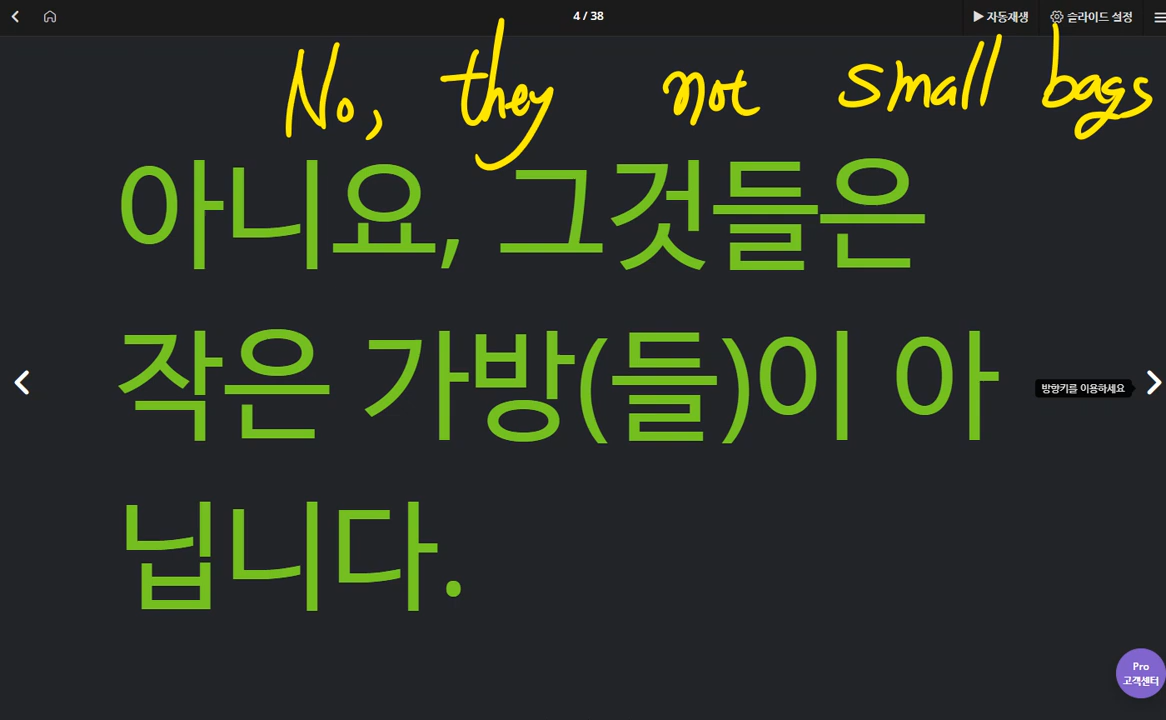 4 / 38
▶ 자동재생
슬라이드 설정
No, they not small bags
아니요, 그것들은
작은 가방(들)이 아
닙니다.
방향키를 이용하세요
Pro
고객센터